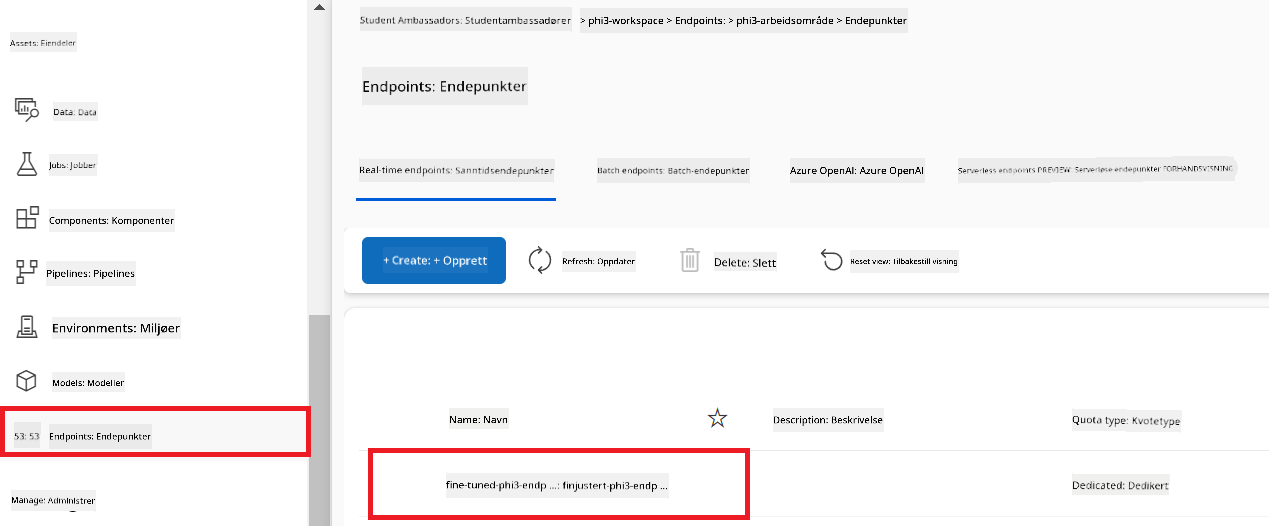 Assets: Eiendeler
Data: Data
Jobs: Jobber
Components: Komponenter
Pipelines: Pipelines
Environments: Miljøer
Models: Modeller
53: 53 Endpoints: Endepunkter
Manage: Administrer
Student Ambassadors: Studentambassadører > phi3-workspace > Endpoints: > phi3-arbeidsområde > Endepunkter
Endpoints: Endepunkter
Real-time endpoints: Sanntidsendepunkter Batch endpoints: Batch-endepunkter Azure OpenAI: Azure OpenAI Serverless endpoints PREVIEW: Serverløse endepunkter FORHANDSVISNING
+ Create: + Opprett Refresh: Oppdater Delete: Slett Reset view: Tilbakestill visning
Name: Navn Description: Beskrivelse Quota type: Kvotetype
fine-tuned-phi3-endp ...: finjustert-phi3-endp ... Dedicated: Dedikert